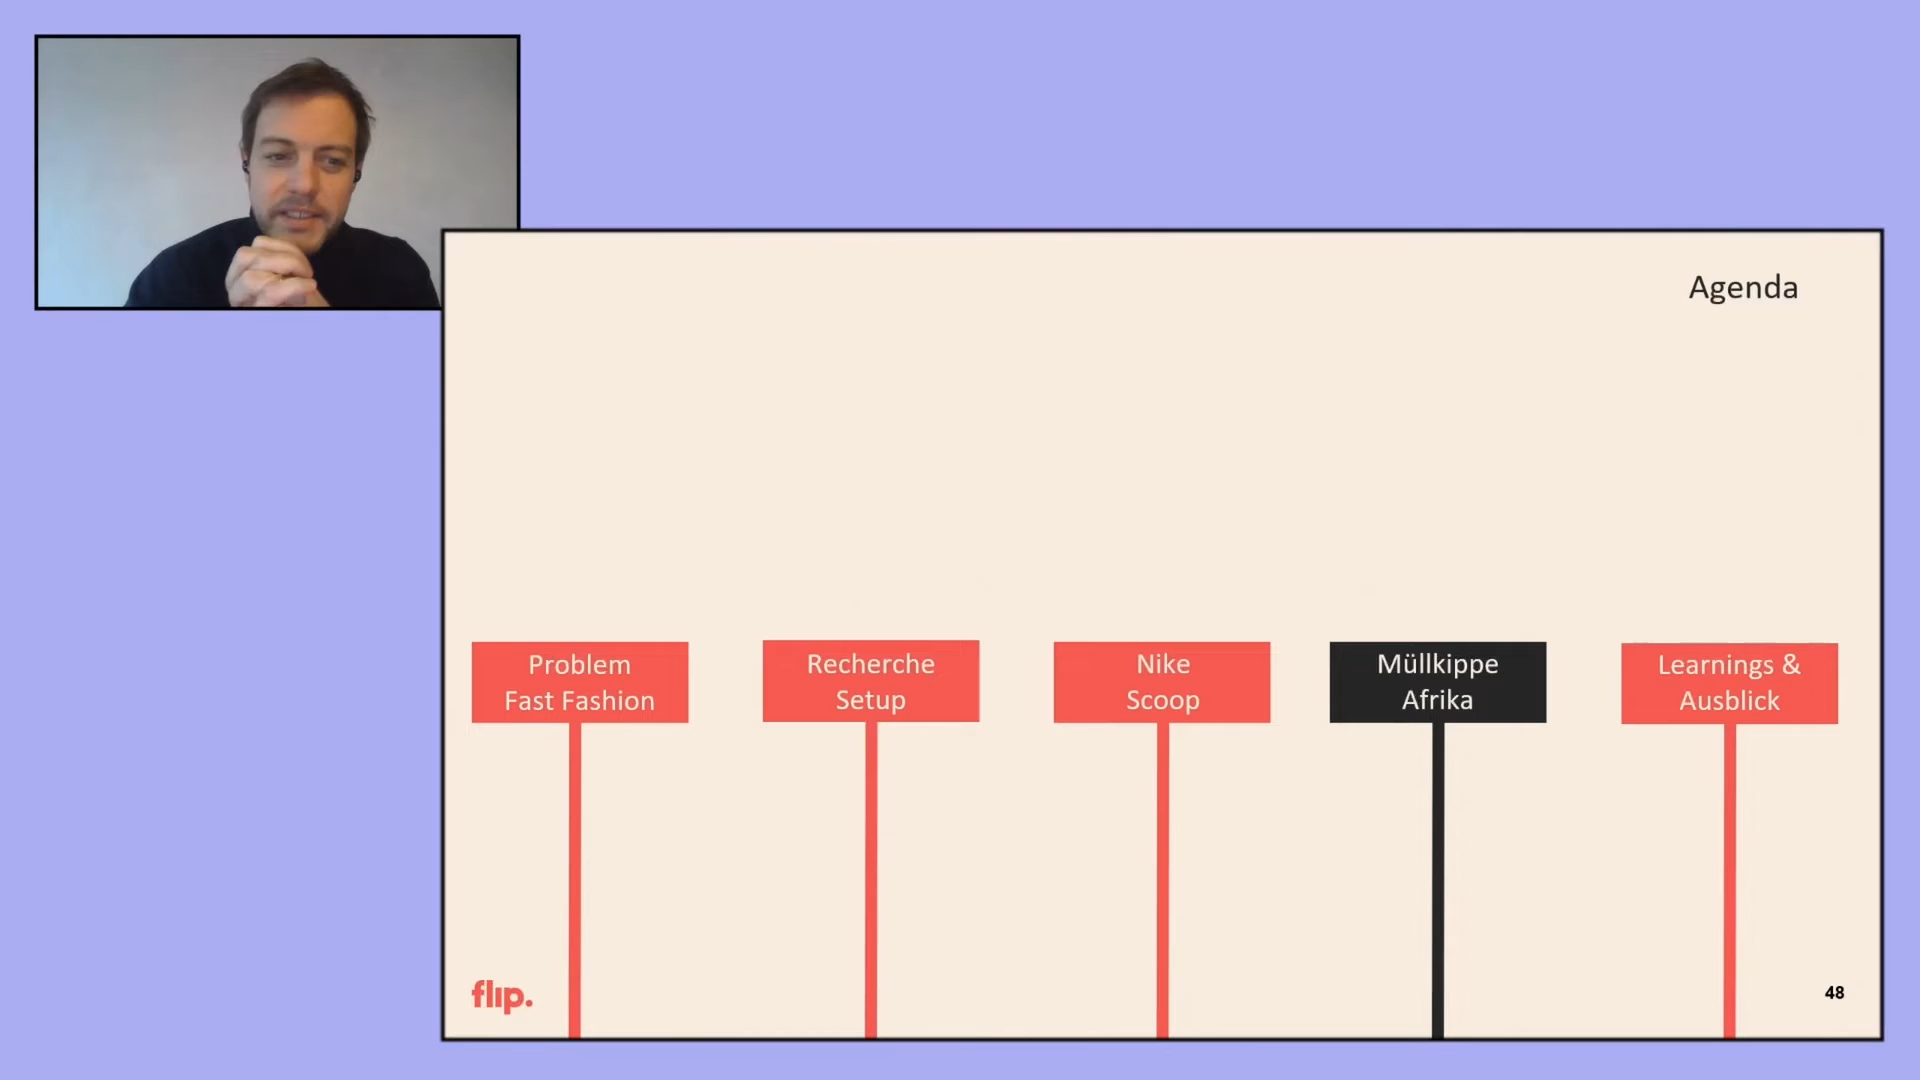 Agenda
Problem
Fast Fashion
Recherche
Setup
Nike
Scoop
Müllkippe
Afrika
Learnings &
Ausblick
flip.
48